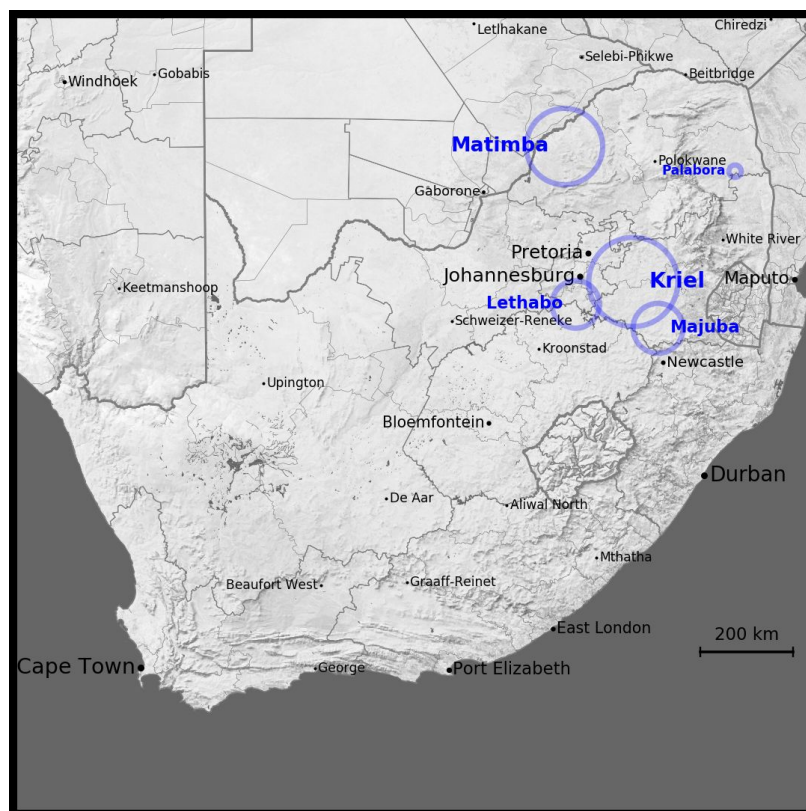 Chiredzi
Letlhakane
Selebi-Phikwe
Windhoek
Gobabis
Beitbridge
Matimba
Polokwane
Palabora
Gaborone
White River
Pretoria
Johannesburg
Kriel
Maputo
Keetmanshoop
Lethabo
Schweizer-Reneke
Majuba
Kroonstad
Newcastle
Upington
Bloemfontein
Durban
De Aar
Aliwal North
Mthatha
Beaufort West
Graaff-Reinet
East London
200 km
Cape Town
George
Port Elizabeth